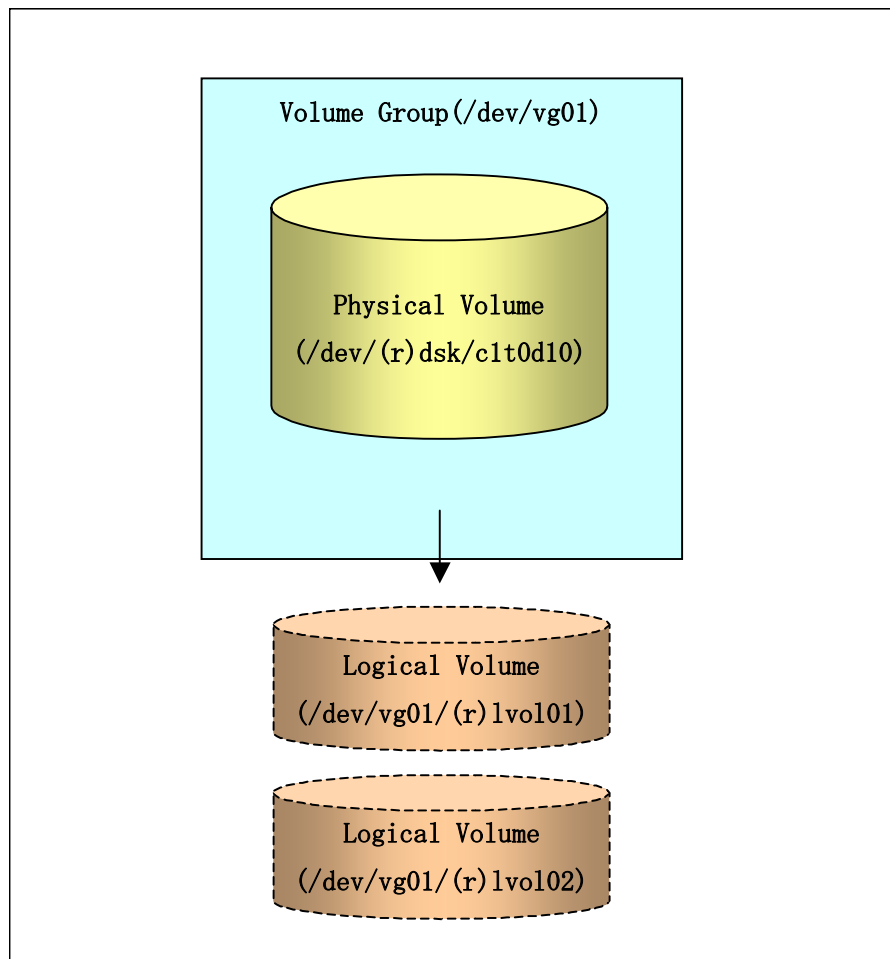 Volume Group(/dev/vg01)
Physical Volume
(/dev/(r)dsk/c1t0d10)
Logical Volume
(/dev/vg01/(r)lvol01)
Logical Volume
(/dev/vg01/(r)lvol02)